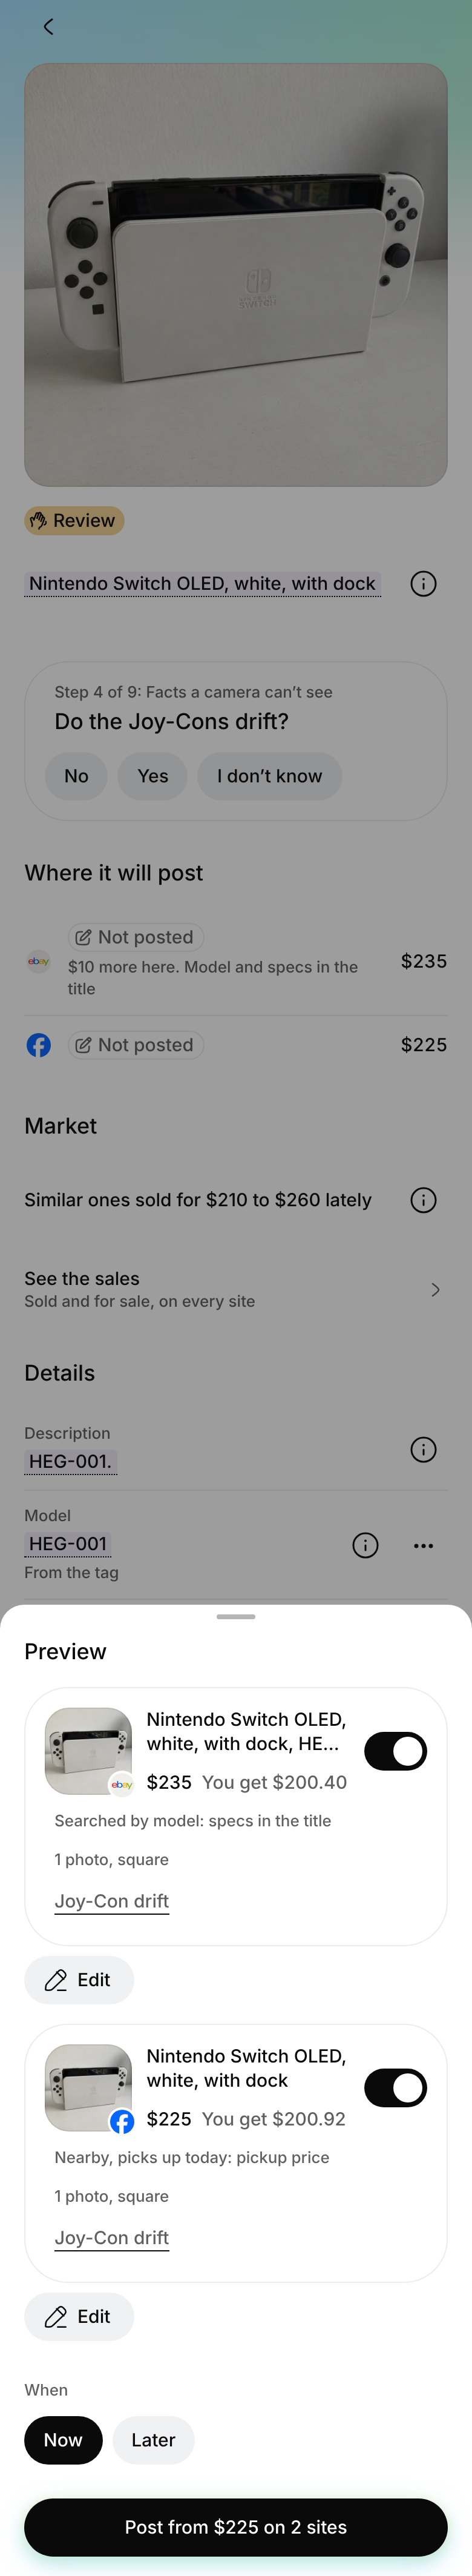 Review
Nintendo Switch OLED, white, with dock
Step 4 of 9: Facts a camera can’t see
Do the Joy-Cons drift?
No
Yes
I don’t know
Where it will post
ebay
Not posted
$10 more here. Model and specs in the
title
$235
Not posted
$225
Market
Similar ones sold for $210 to $260 lately
See the sales
Sold and for sale, on every site
Details
Description
HEG-001.
Model
HEG-001
From the tag
Preview
Nintendo Switch OLED,
white, with dock, HE...
ebay
$235 You get $200.40
Searched by model: specs in the title
1 photo, square
Joy-Con drift
Edit
Nintendo Switch OLED,
white, with dock
$225 You get $200.92
Nearby, picks up today: pickup price
1 photo, square
Joy-Con drift
Edit
When
Now
Later
Post from $225 on 2 sites